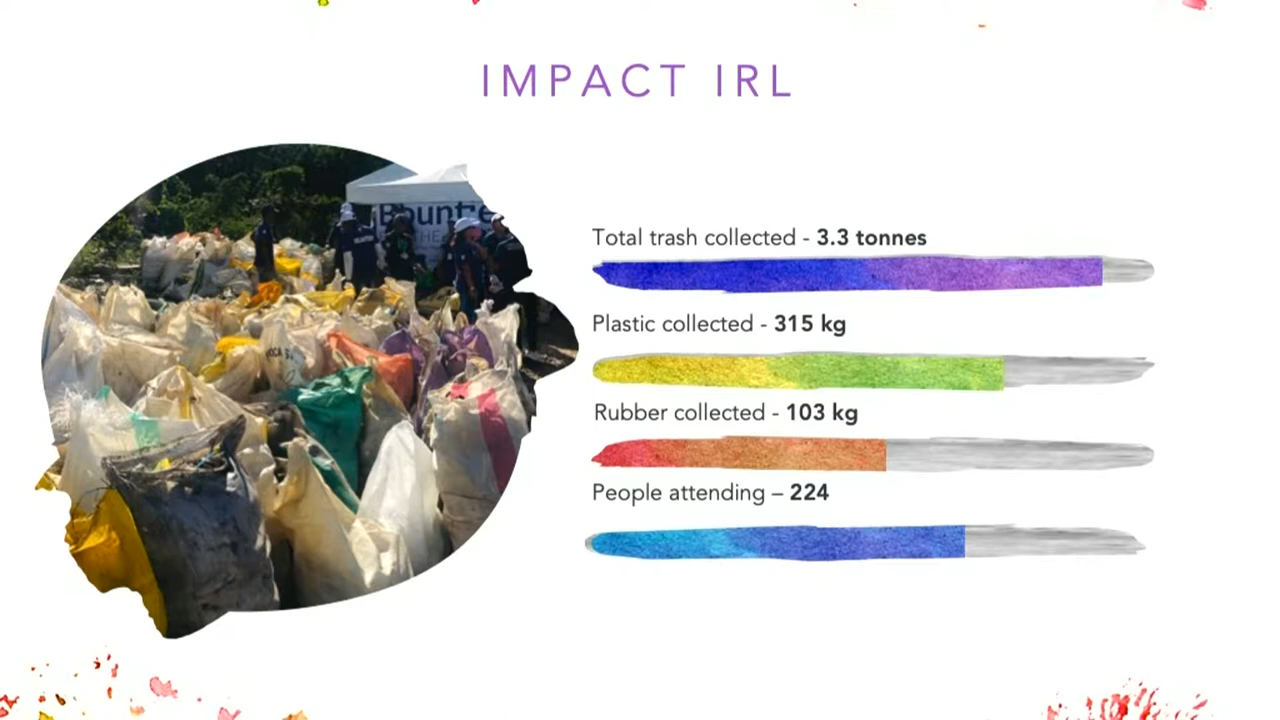 IMPACT IRL
Bount
Total trash collected - 3.3 tonnes
Plastic collected - 315 kg
Rubber collected - 103 kg
People attending – 224